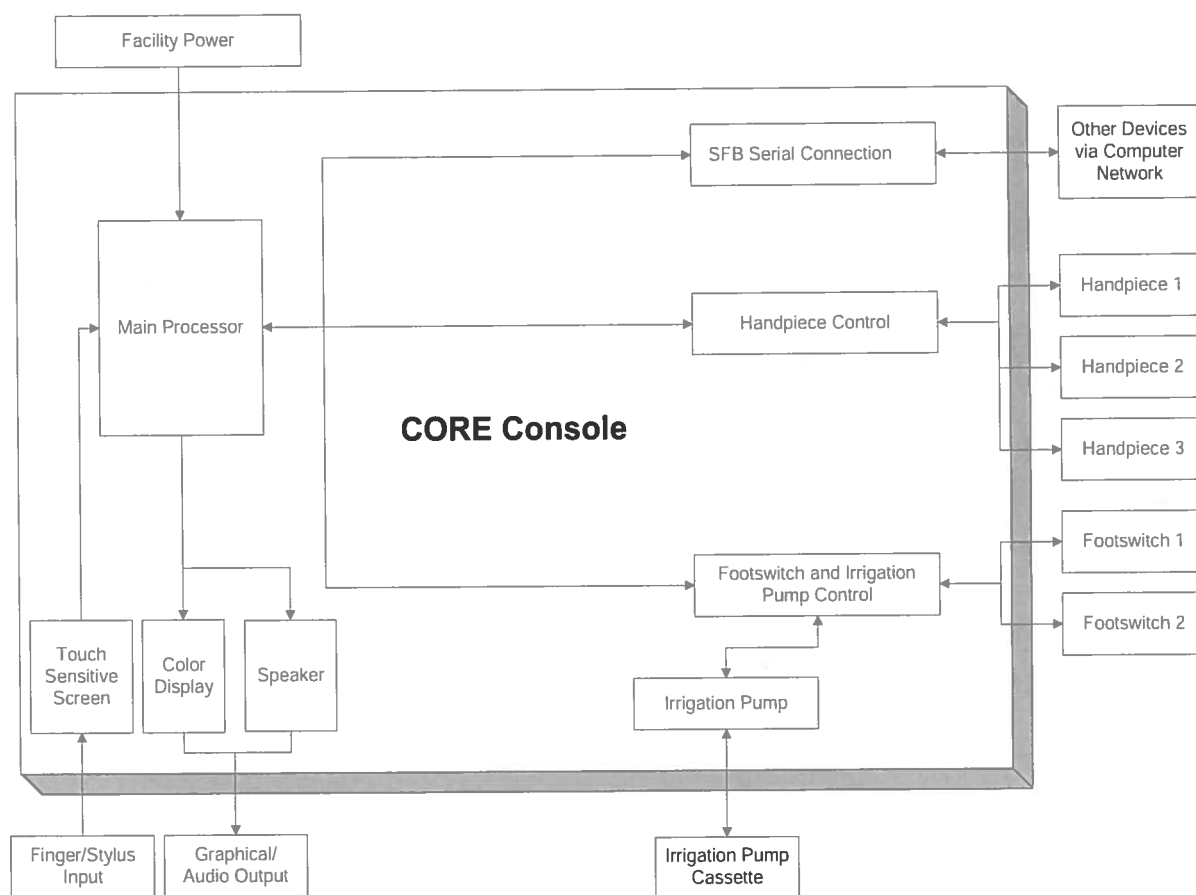 Facility Power
SFB Serial Connection
Other Devices
via Computer
Network
Main Processor
Handpiece Control
Handpiece 1
Handpiece 2
Handpiece 3
CORE Console
Footswitch and Irrigation
Pump Control
Footswitch 1
Footswitch 2
Touch
Sensitive
Screen
Color
Display
Speaker
Irrigation Pump
Finger/Stylus
Input
Graphical/
Audio Output
Irrigation Pump
Cassette